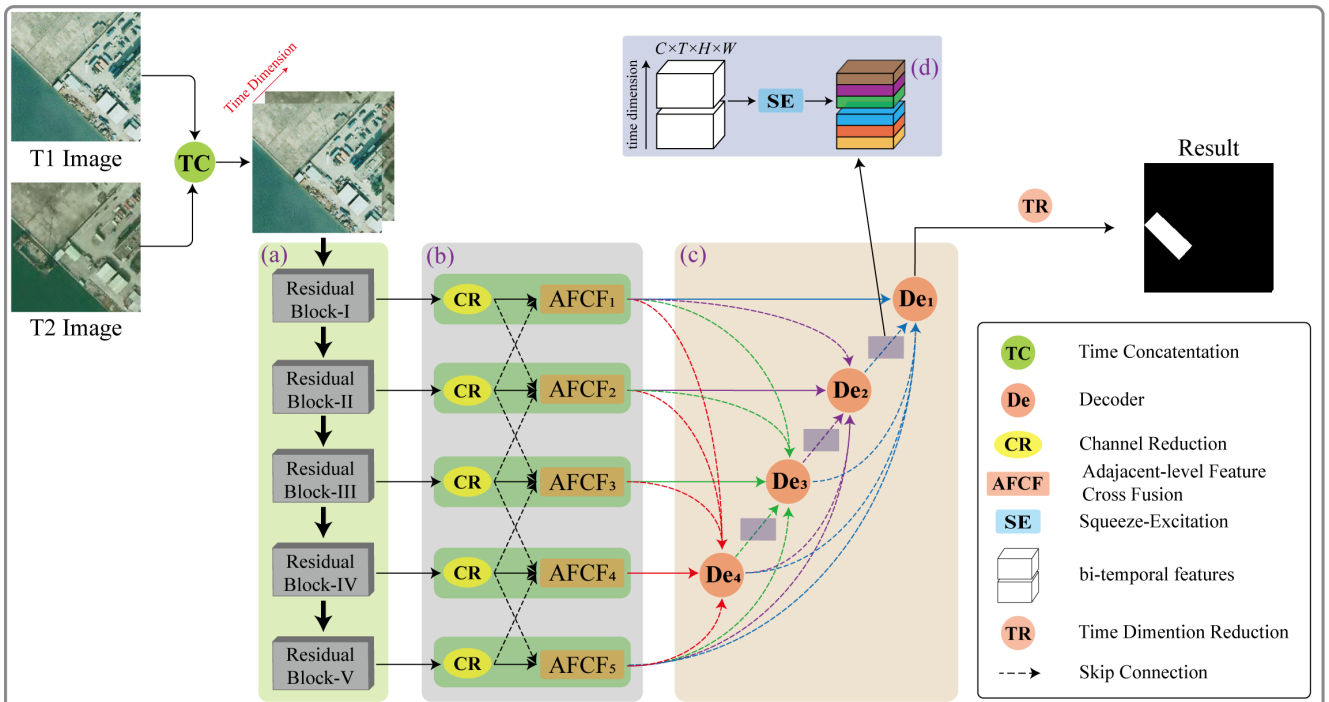 T1 Image
T2 Image
TC
Time Dimension
(a)
Residual
Block-I
Residual
Block-II
Residual
Block-III
Residual
Block-IV
Residual
Block-V
(b)
CR
AFCF₁
CR
AFCF₂
CR
AFCF₃
CR
AFCF₄
CR
AFCF₅
(c)
De₁
De₂
De₃
De₄
(d)
C×T×H×W
time dimension
SE
TR
Result
TC Time Concatentation
De Decoder
CR Channel Reduction
AFCF Adajacent-level Feature
Cross Fusion
SE Squeeze-Excitation
bi-temporal features
TR Time Dimention Reduction
Skip Connection